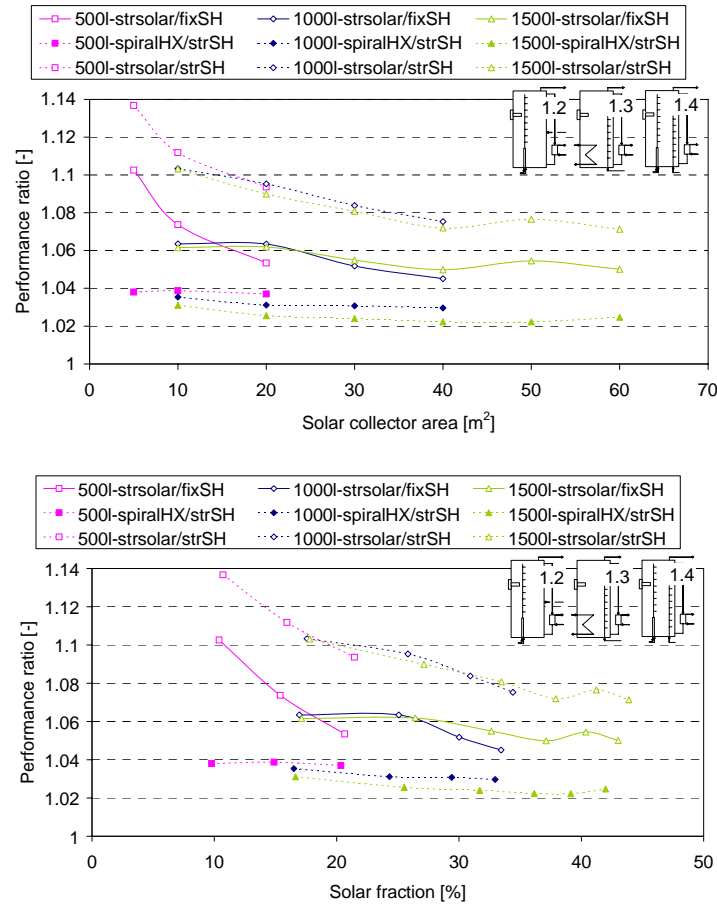 500l-strsolar/fixSH 1000l-strsolar/fixSH 1500l-strsolar/fixSH
500l-spiralHX/strSH 1000l-spiralHX/strSH 1500l-spiralHX/strSH
500l-strsolar/strSH 1000l-strsolar/strSH 1500l-strsolar/strSH
1.14
1.12
1.1
1.08
1.06
1.04
1.02
1
Performance ratio [-]
1.2 1.3 1.4
0 10 20 30 40 50 60 70
Solar collector area [m²]
500l-strsolar/fixSH 1000l-strsolar/fixSH 1500l-strsolar/fixSH
500l-spiralHX/strSH 1000l-spiralHX/strSH 1500l-spiralHX/strSH
500l-strsolar/strSH 1000l-strsolar/strSH 1500l-strsolar/strSH
1.14
1.12
1.1
1.08
1.06
1.04
1.02
1
Performance ratio [-]
1.2 1.3 1.4
0 10 20 30 40 50
Solar fraction [%]